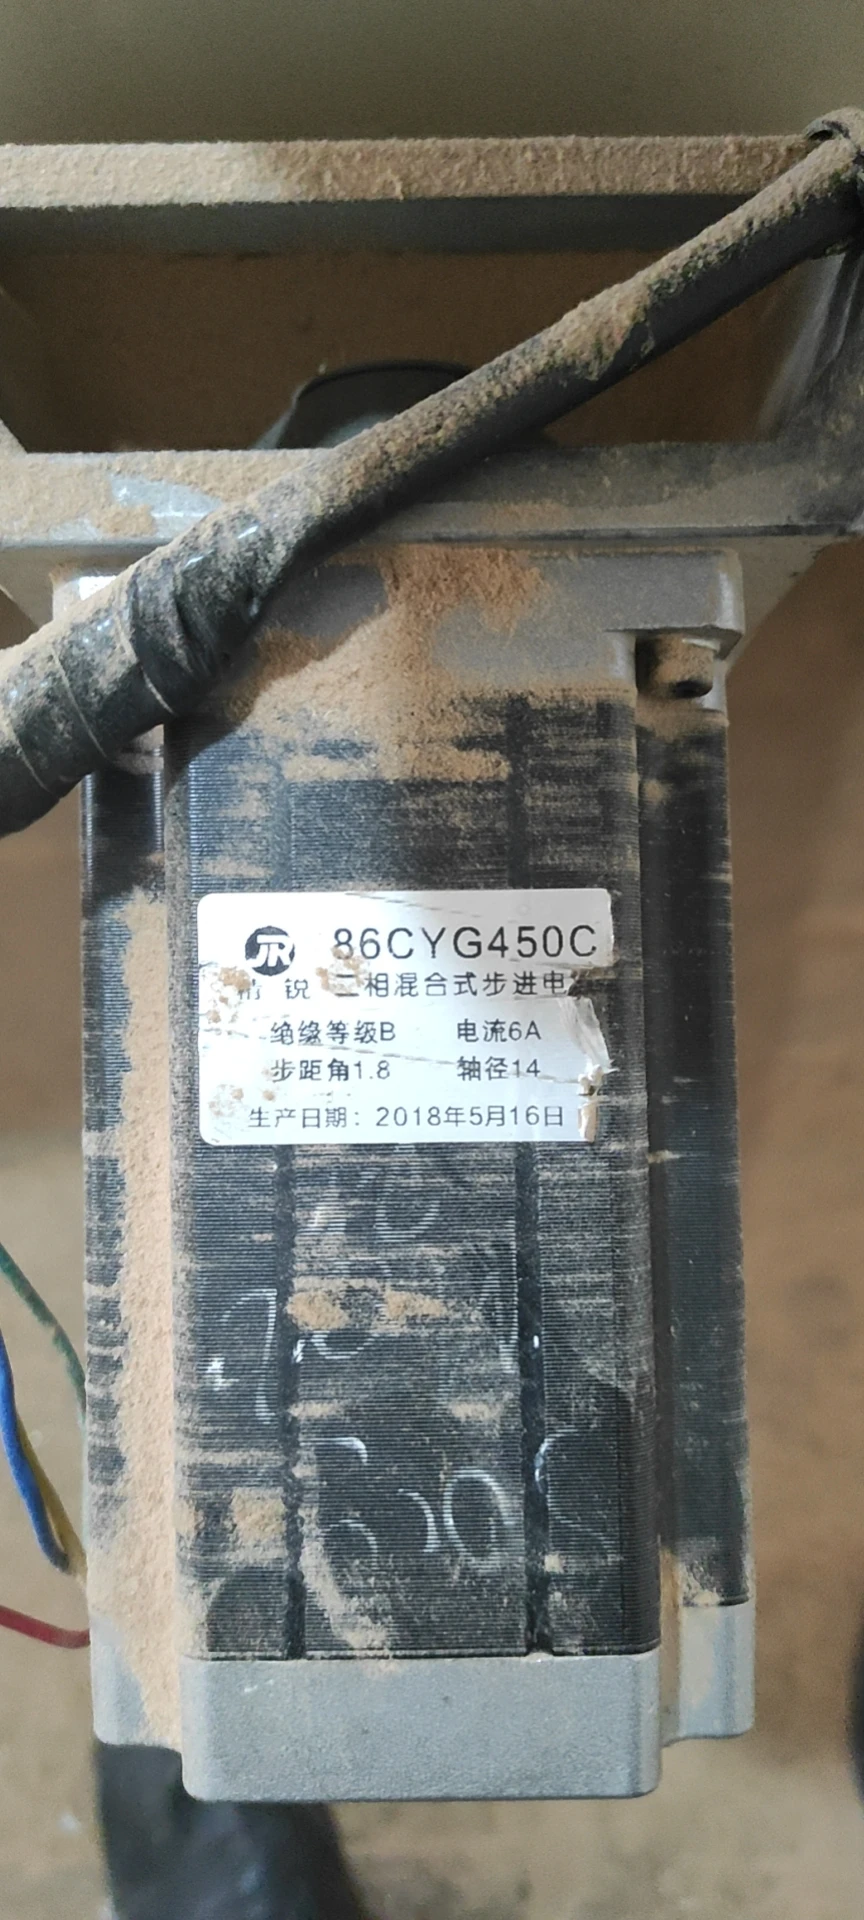 JR 86CYG450C
睛锐 二相混合式步进电
绝缘等级B 电流6A
步距角1.8 轴径14
生产日期：2018年5月16日